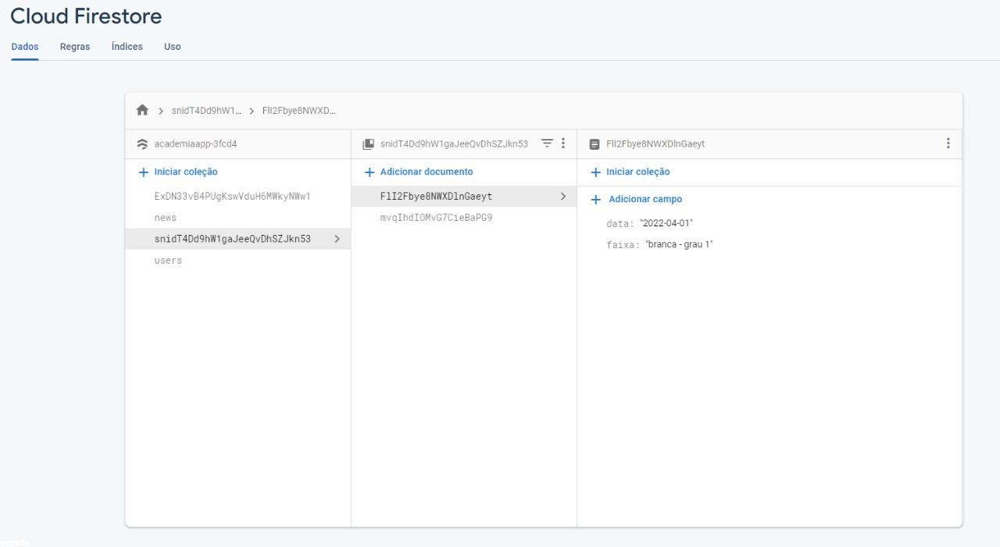 Cloud Firestore
Dados Regras Índices Uso
snidT4Dd9hW1... FlI2Fbye8NWXD...
academiaapp-3fcd4
Iniciar coleção
ExDN33vB4PUgKswVduH6MWkyNWw1
news
snidT4Dd9hW1gaJeeQvDhSZJkn53
users
snidT4Dd9hW1gaJeeQvDhSZJkn53
Adicionar documento
FlI2Fbye8NWXDlnGaeyt
mvqIhdIOMvG7CieBaPG9
FlI2Fbye8NWXDlnGaeyt
Iniciar coleção
Adicionar campo
data: "2022-04-01"
faixa: "branca - grau 1"